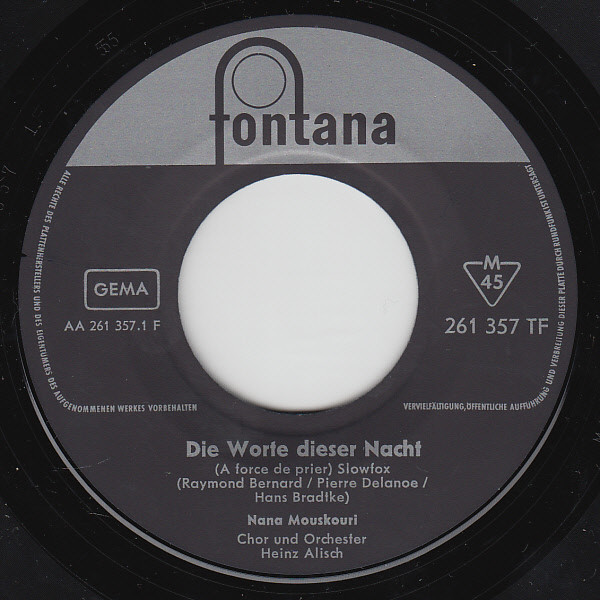 fontana
ALLE RECHTE DES PLATTENHERSTELLERS UND DES EIGENTUMERS DES AUFGENOMMENEN WERKES VORBEHALTEN
GEMA
AA 261 357.1 F
M
45
261 357 TF
VERVIELFÄLTIGUNG, ÖFFENTLICHE AUFFÜHRUNG UND VERBREITUNG DIESER PLATTE DURCH RUNDFUNK IST UNTERSAGT
Die Worte dieser Nacht
(A force de prier) Slowfox
(Raymond Bernard / Pierre Delanoe /
Hans Bradtke)
Nana Mouskouri
Chor und Orchester
Heinz Alisch